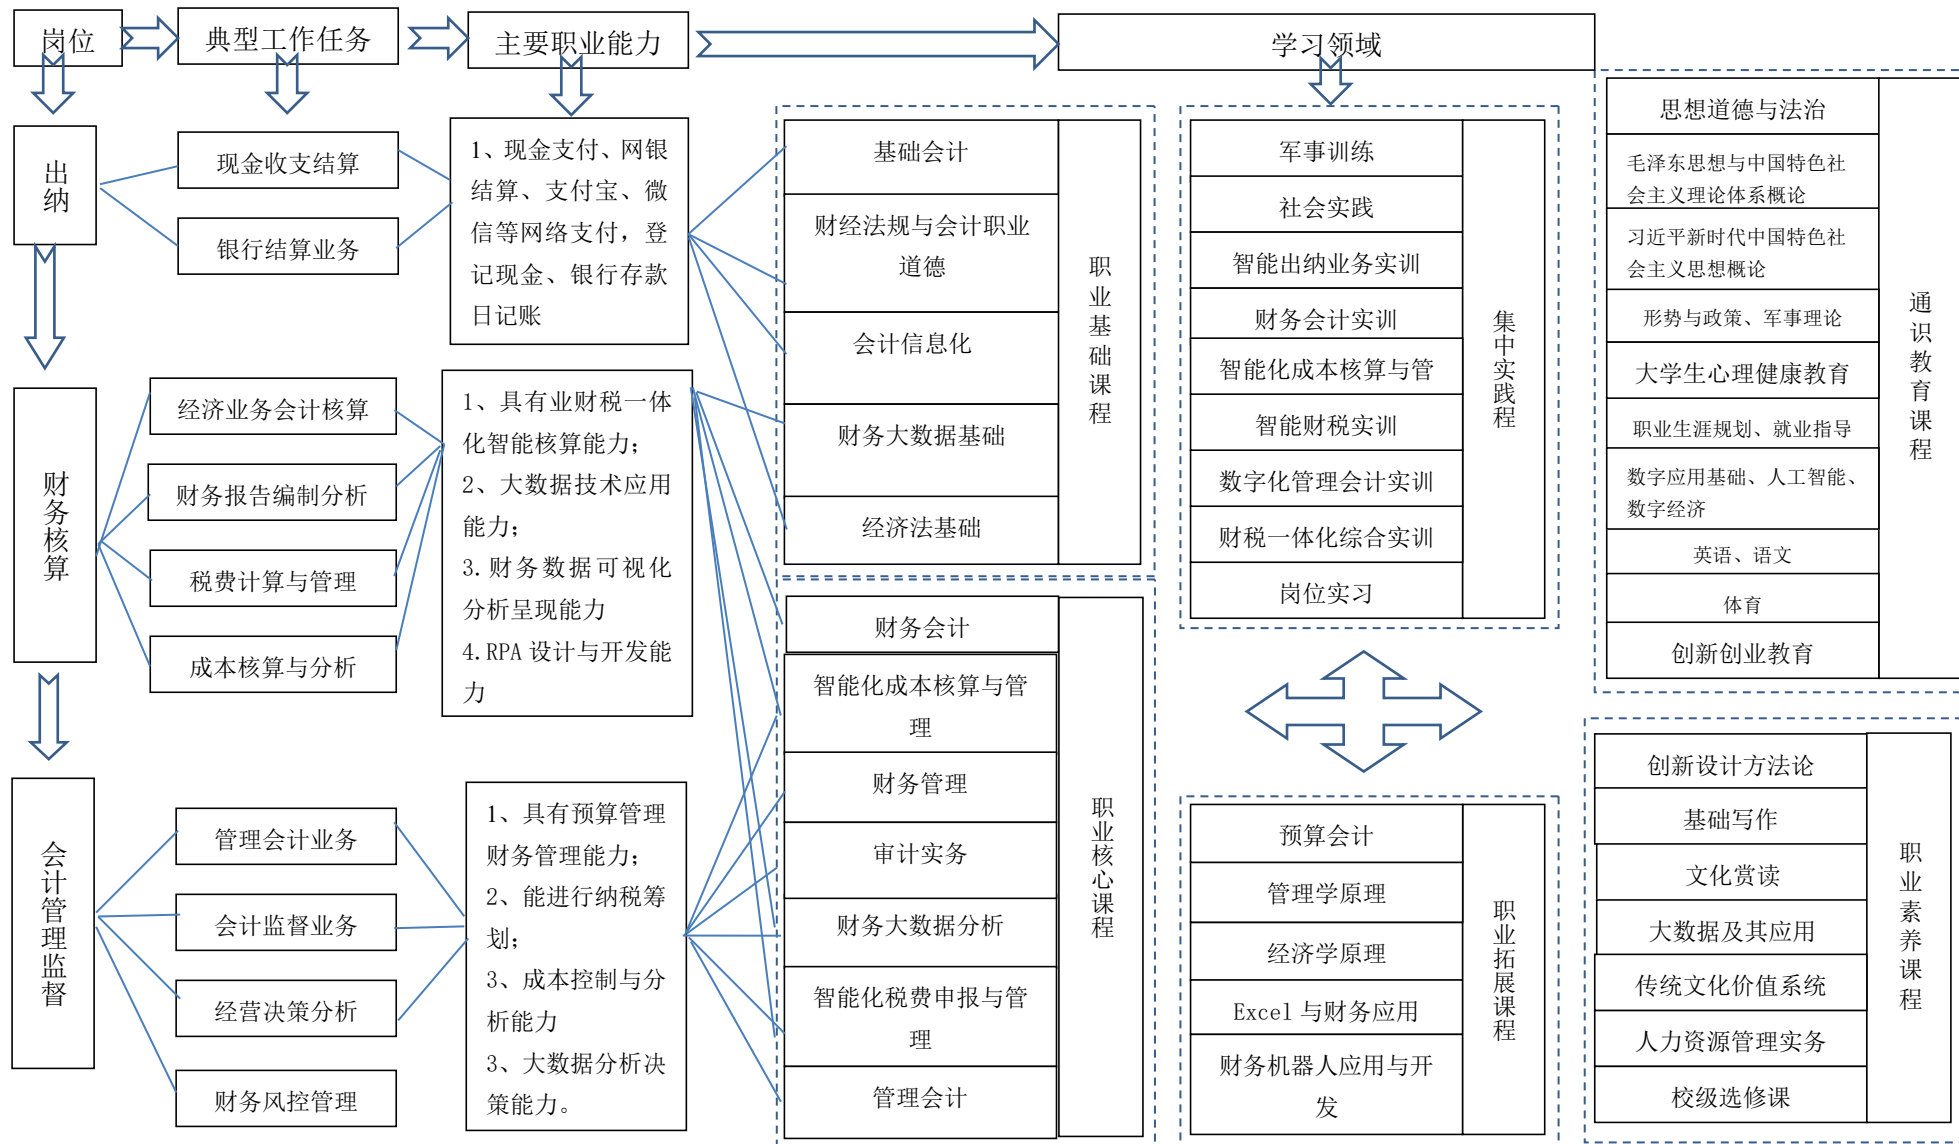 岗位
典型工作任务
主要职业能力
学习领域
出
纳
现金收支结算
银行结算业务
1、现金支付、网银
结算、支付宝、微
信等网络支付，登
记现金、银行存款
日记账
财
务
核
算
经济业务会计核算
财务报告编制分析
税费计算与管理
成本核算与分析
1、具有业财税一体
化智能核算能力；
2、大数据技术应用
能力；
3.财务数据可视化
分析呈现能力
4.RPA 设计与开发能
力
会
计
管
理
监
督
管理会计业务
会计监督业务
经营决策分析
财务风控管理
1、具有预算管理
财务管理能力；
2、能进行纳税筹
划；
3、成本控制与分
析能力
3、大数据分析决
策能力。
基础会计
财经法规与会计职业
道德
会计信息化
财务大数据基础
经济法基础
职
业
基
础
课
程
财务会计
智能化成本核算与管
理
财务管理
审计实务
财务大数据分析
智能化税费申报与管
理
管理会计
职
业
核
心
课
程
军事训练
社会实践
智能出纳业务实训
财务会计实训
智能化成本核算与管
智能财税实训
数字化管理会计实训
财税一体化综合实训
岗位实习
集
中
实
践
程
预算会计
管理学原理
经济学原理
Excel 与财务应用
财务机器人应用与开
发
职
业
拓
展
课
程
思想道德与法治
毛泽东思想与中国特色社
会主义理论体系概论
习近平新时代中国特色社
会主义思想概论
形势与政策、军事理论
大学生心理健康教育
职业生涯规划、就业指导
数字应用基础、人工智能、
数字经济
英语、语文
体育
创新创业教育
通
识
教
育
课
程
创新设计方法论
基础写作
文化赏读
大数据及其应用
传统文化价值系统
人力资源管理实务
校级选修课
职
业
素
养
课
程